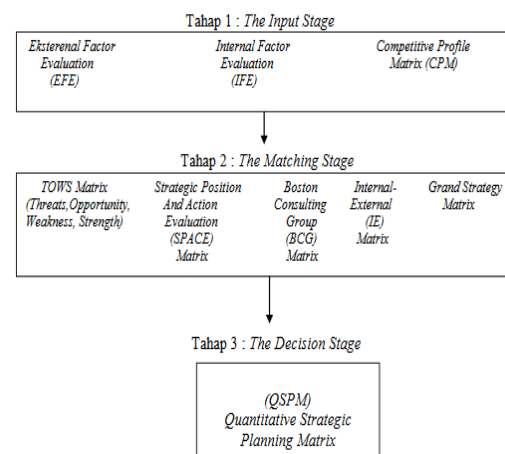 Tahap 1 : The Input Stage
Eksterenal Factor
Evaluation
(EFE)
Internal Factor
Evaluation
(IFE)
Competitive Profile
Matrix (CPM)
Tahap 2 : The Matching Stage
TOWS Matrix
(Threats,Opportunity,
Weakness, Strength)
Strategic Position
And Action
Evaluation
(SPACE)
Matrix
Boston
Consulting
Group
(BCG)
Matrix
Internal-
External
(IE)
Matrix
Grand Strategy
Matrix
Tahap 3 : The Decision Stage
(QSPM)
Quantitative Strategic
Planning Matrix